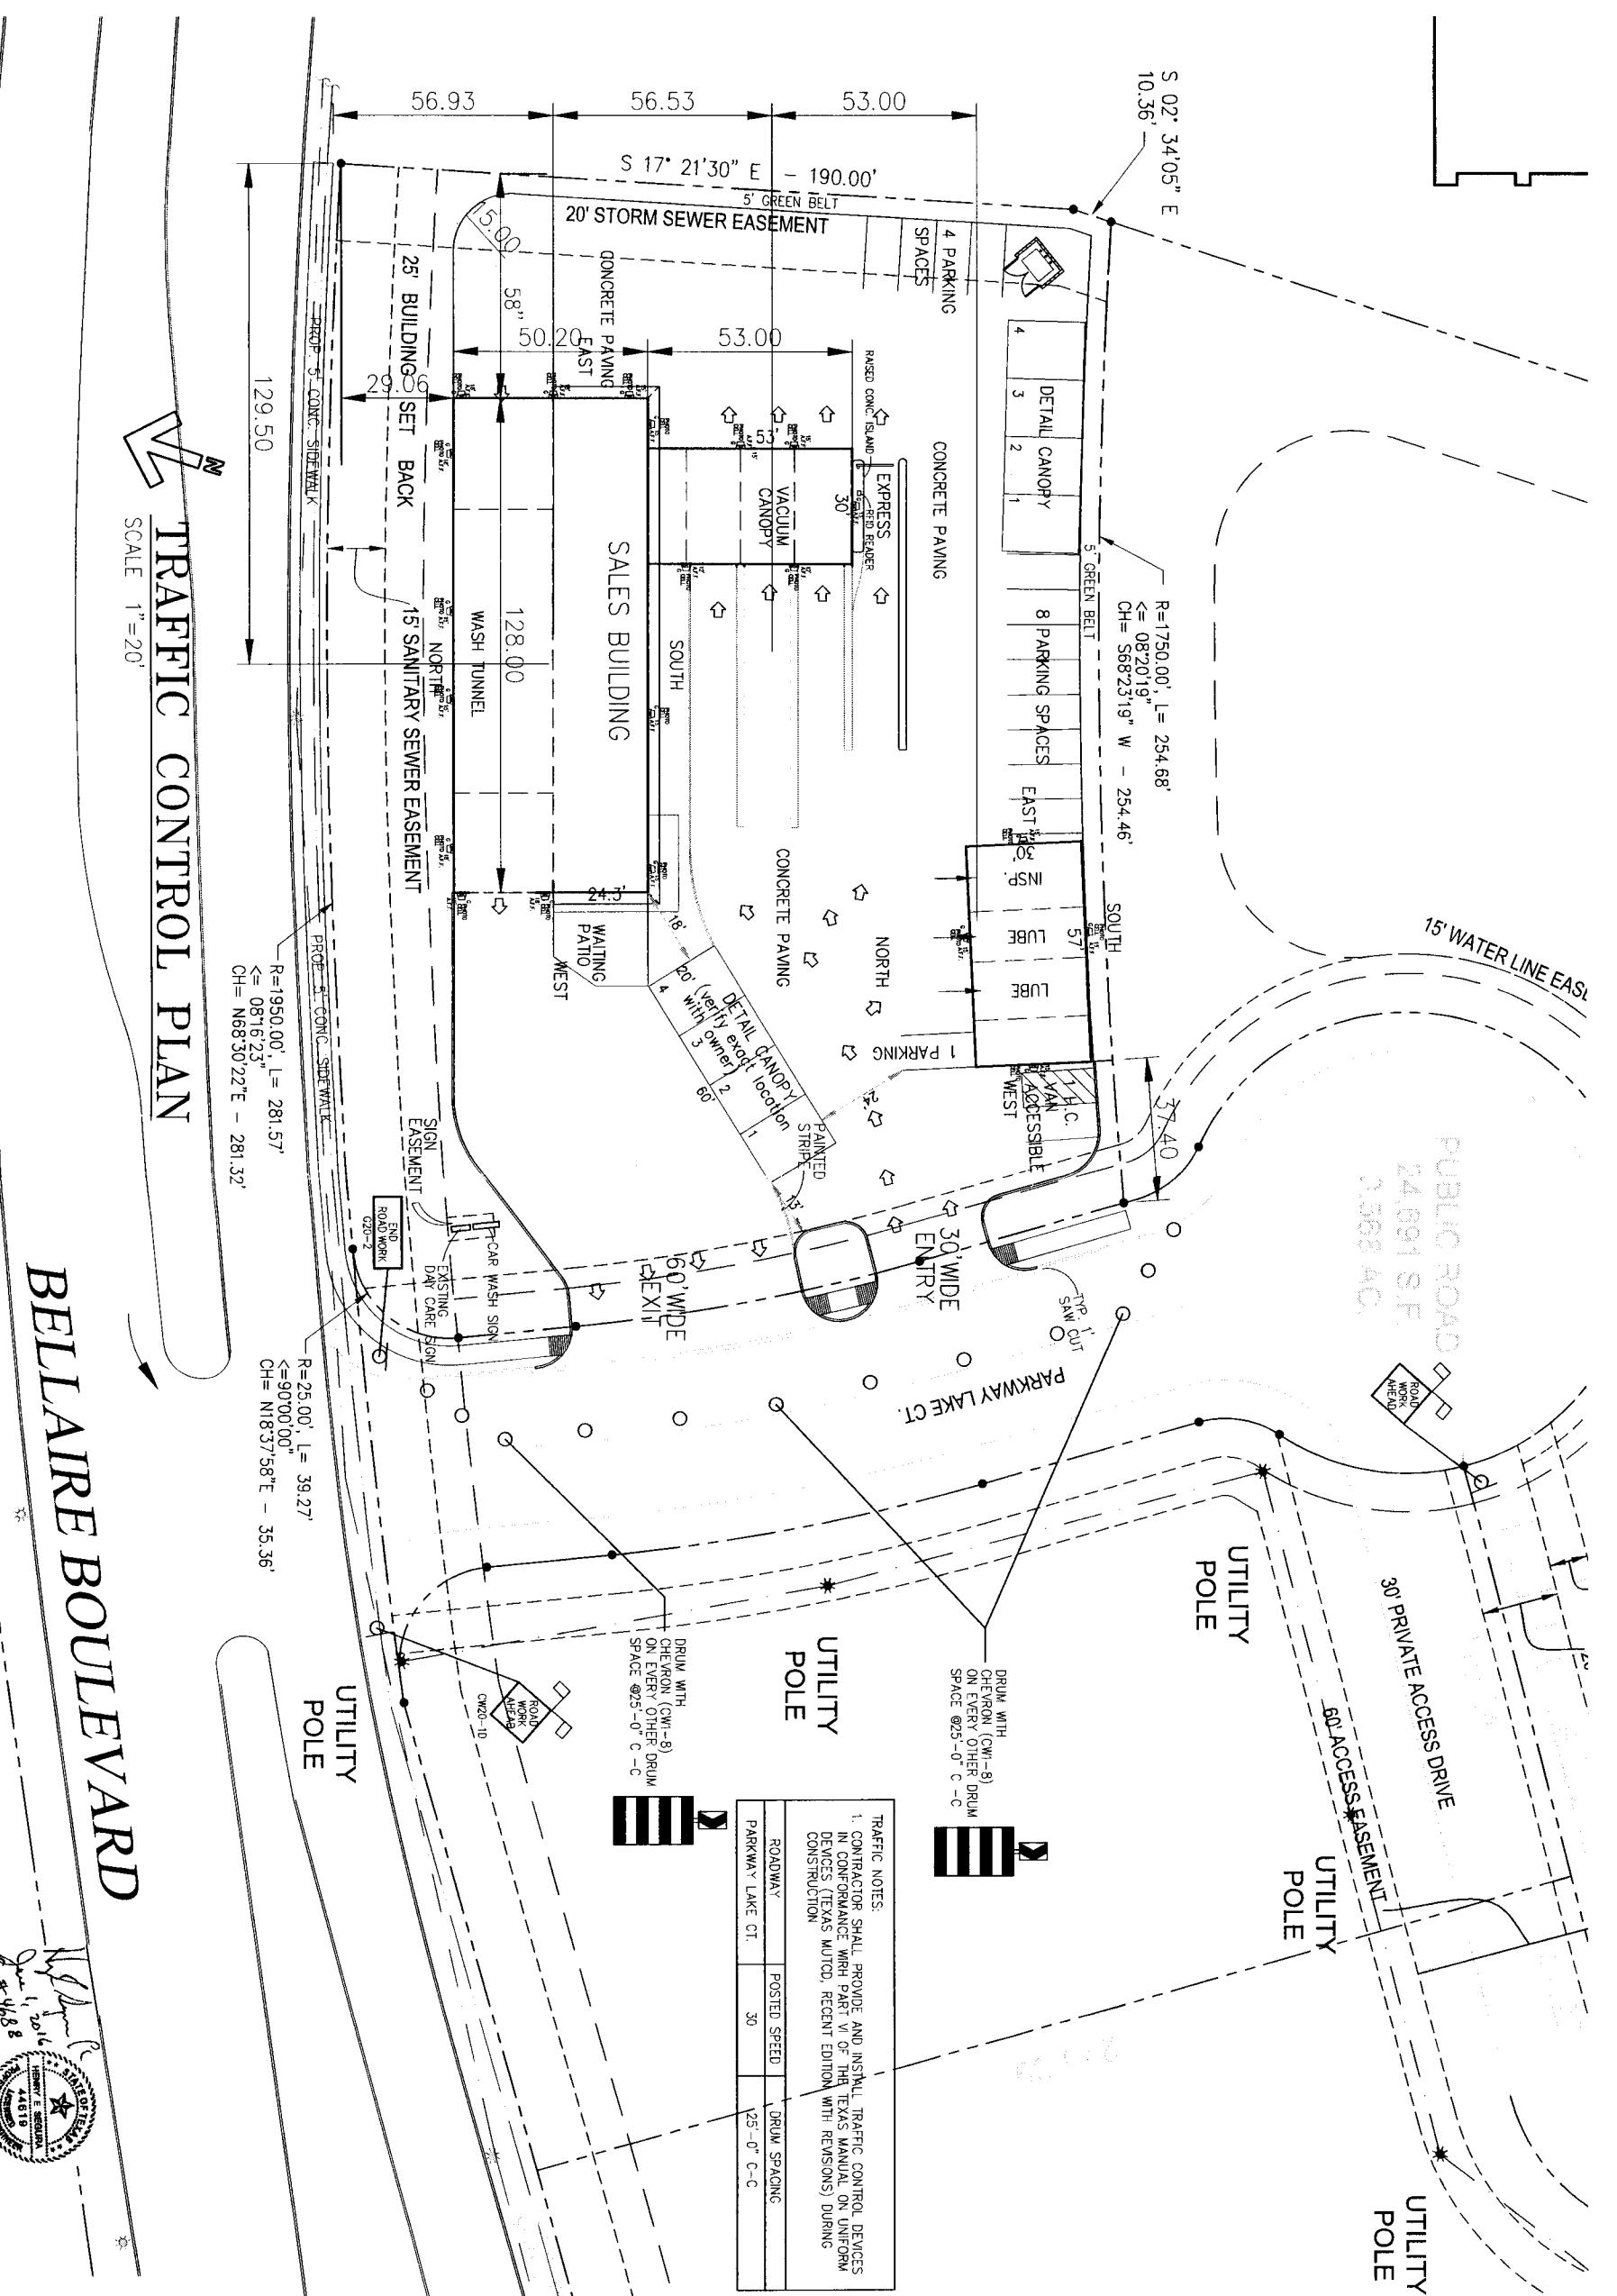 S 02° 34'05" E
10.36'
56.93
56.53
53.00
S 17° 21'30" E - 190.00'
5' GREEN BELT
20' STORM SEWER EASEMENT
4 PARKING
SPACES
15.00
58"
CONCRETE PAVING
EAST
50.20
53.00
29.06
25' BUILDING SET BACK
PROP. 5' CONC. SIDEWALK
129.50
N
TRAFFIC CONTROL PLAN
SCALE 1"=20'
RAISED CONC. ISLAND
RFID READER
EXPRESS
30'
53'
15'
VACUUM
CANOPY
CONCRETE PAVING
4
3
2
1
DETAIL CANOPY
5' GREEN BELT
R=1750.00', L= 254.68'
<= 08°20'19"
CH= S68°23'19" W - 254.46'
8 PARKING SPACES
EAST
SALES BUILDING
SOUTH
128.00
WASH TUNNEL
NORTH
15' SANITARY SEWER EASEMENT
24.3'
WAITING
PATIO
WEST
18'
CONCRETE PAVING
NORTH
30'
INSP.
LUBE
57'
LUBE
SOUTH
1 PARKING
1 H.C.
VAN
ACCESSIBLE
WEST
37.40
DETAIL CANOPY
20' (verify exact location
with owner)
4
3
2
1
60'
24'
PAINTED
STRIPE
13'
15' WATER LINE EASE
R=1950.00', L= 281.57'
<= 08°16'23"
CH= N68°30'22"E - 281.32'
PROP. 5' CONC. SIDEWALK
SIGN
EASEMENT
END
ROAD WORK
G20-2
CAR WASH SIGN
EXISTING
DAY CARE SIGN
60' WIDE
EXIT
30' WIDE
ENTRY
TYP. 1'
SAW CUT
PARKWAY LAKE CT.
PUBLIC ROAD
24,691 S.F.
0.568 AC.
ROAD
WORK
AHEAD
R=25.00', L= 39.27'
<=90°00'00"
CH= N18°37'58"E - 35.36'
BELLAIRE BOULEVARD
UTILITY
POLE
ROAD
WORK
AHEAD
CW20-1D
DRUM WITH
CHEVRON (CW1-8)
ON EVERY OTHER DRUM
SPACE @25'-0" C -C
UTILITY
POLE
DRUM WITH
CHEVRON (CW1-8)
ON EVERY OTHER DRUM
SPACE @25'-0" C -C
UTILITY
POLE
30' PRIVATE ACCESS DRIVE
60' ACCESS EASEMENT
UTILITY
POLE
UTILITY
POLE
TRAFFIC NOTES:
1. CONTRACTOR SHALL PROVIDE AND INSTALL TRAFFIC CONTROL DEVICES
IN CONFORMANCE WIRH PART VI OF THE TEXAS MANUAL ON UNIFORM
DEVICES (TEXAS MUTCD, RECENT EDITION WITH REVISIONS) DURING
CONSTRUCTION
ROADWAY POSTED SPEED DRUM SPACING
PARKWAY LAKE CT. 30 25'-0" C-C
June 1, 2016
STATE OF TEXAS
HENRY E SEGURA
44619
LICENSED